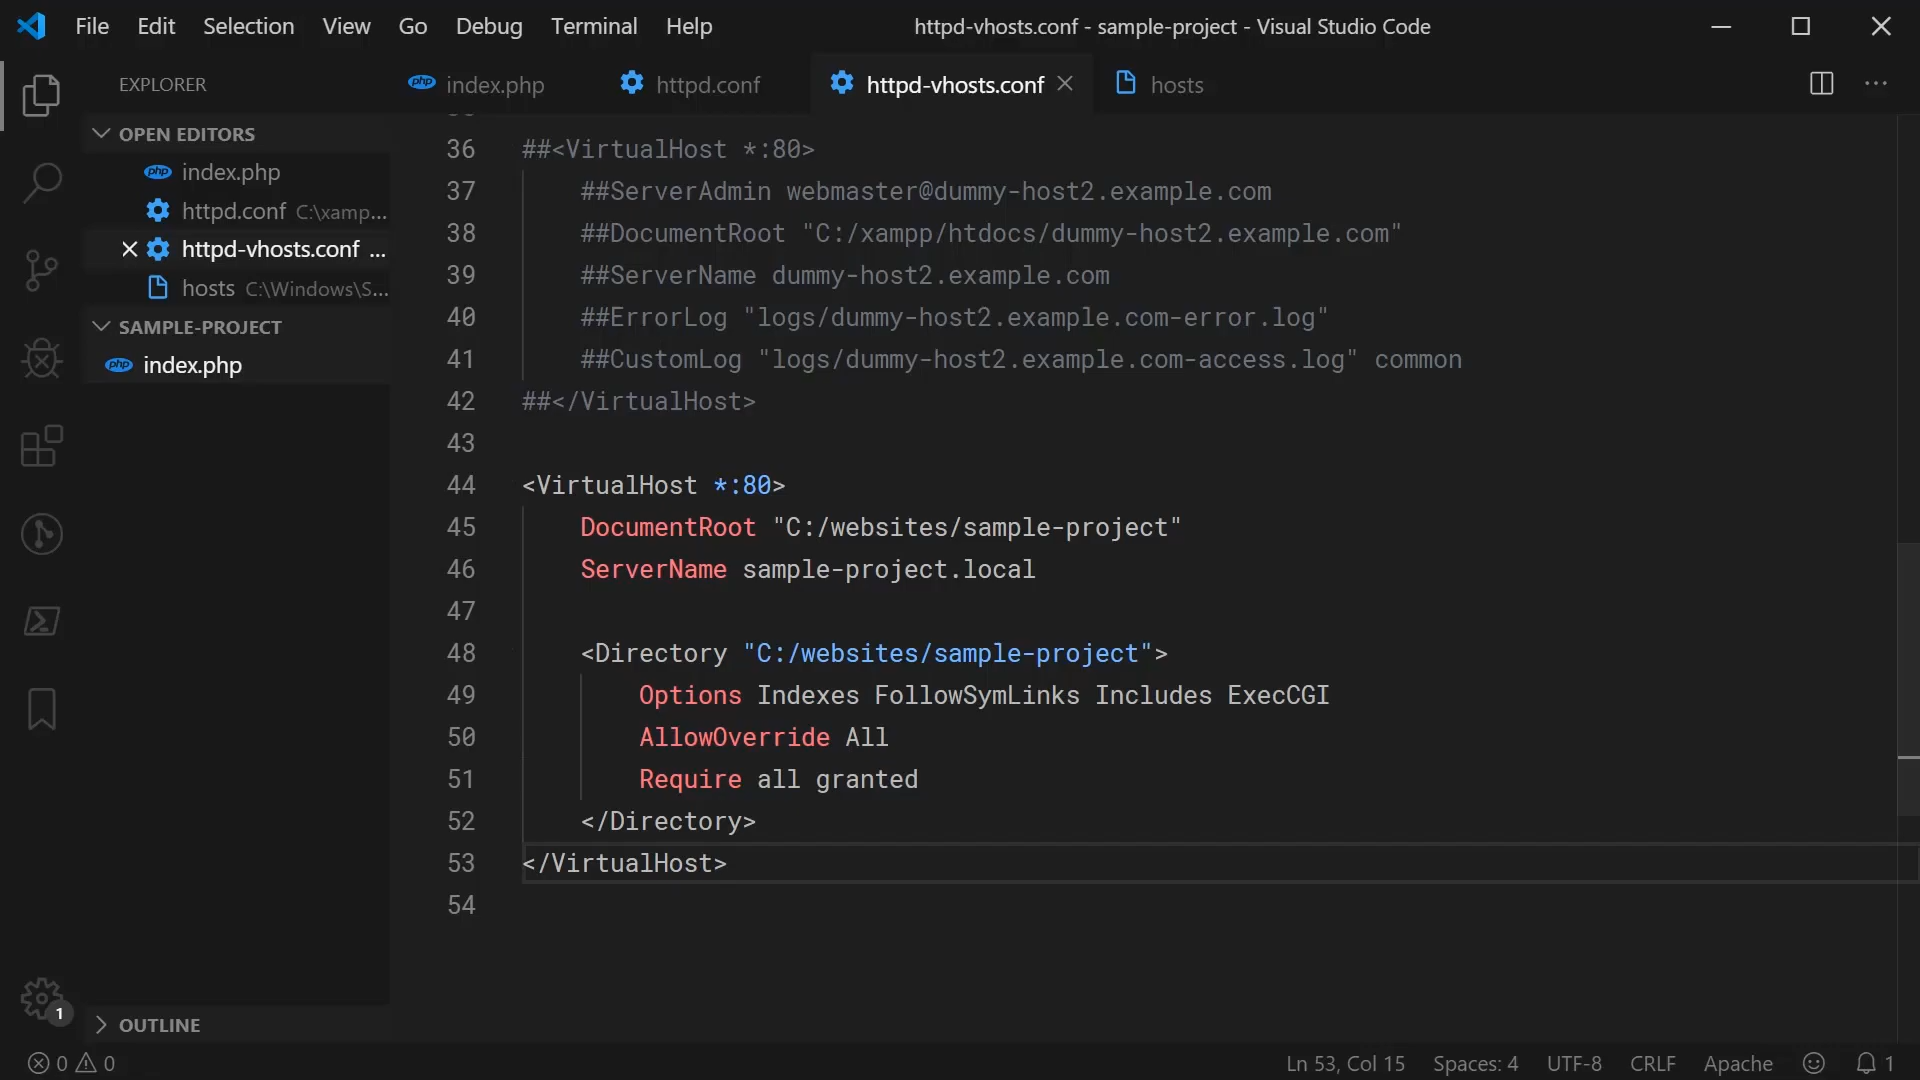 File Edit Selection View Go Debug Terminal Help httpd-vhosts.conf - sample-project - Visual Studio Code
EXPLORER
index.php httpd.conf httpd-vhosts.conf hosts
OPEN EDITORS
index.php
httpd.conf C:\xamp...
httpd-vhosts.conf ...
hosts C:\Windows\S...
SAMPLE-PROJECT
index.php
36 ##<VirtualHost *:80>
37 ##ServerAdmin webmaster@dummy-host2.example.com
38 ##DocumentRoot "C:/xampp/htdocs/dummy-host2.example.com"
39 ##ServerName dummy-host2.example.com
40 ##ErrorLog "logs/dummy-host2.example.com-error.log"
41 ##CustomLog "logs/dummy-host2.example.com-access.log" common
42 ##</VirtualHost>
43
44 <VirtualHost *:80>
45 DocumentRoot "C:/websites/sample-project"
46 ServerName sample-project.local
47
48 <Directory "C:/websites/sample-project">
49 Options Indexes FollowSymLinks Includes ExecCGI
50 AllowOverride All
51 Require all granted
52 </Directory>
53 </VirtualHost>
54
1
OUTLINE
0 0 Ln 53, Col 15 Spaces: 4 UTF-8 CRLF Apache 1